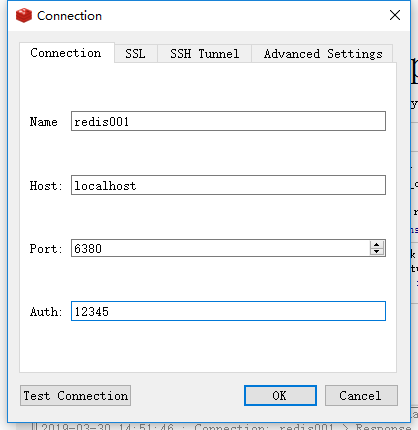 Connection
Connection SSL SSH Tunnel Advanced Settings
Name redis001
Host: localhost
Port: 6380
Auth: 12345
Test Connection OK Cancel
2019-03-30 14:51:46 : Connection: redis001 > Response